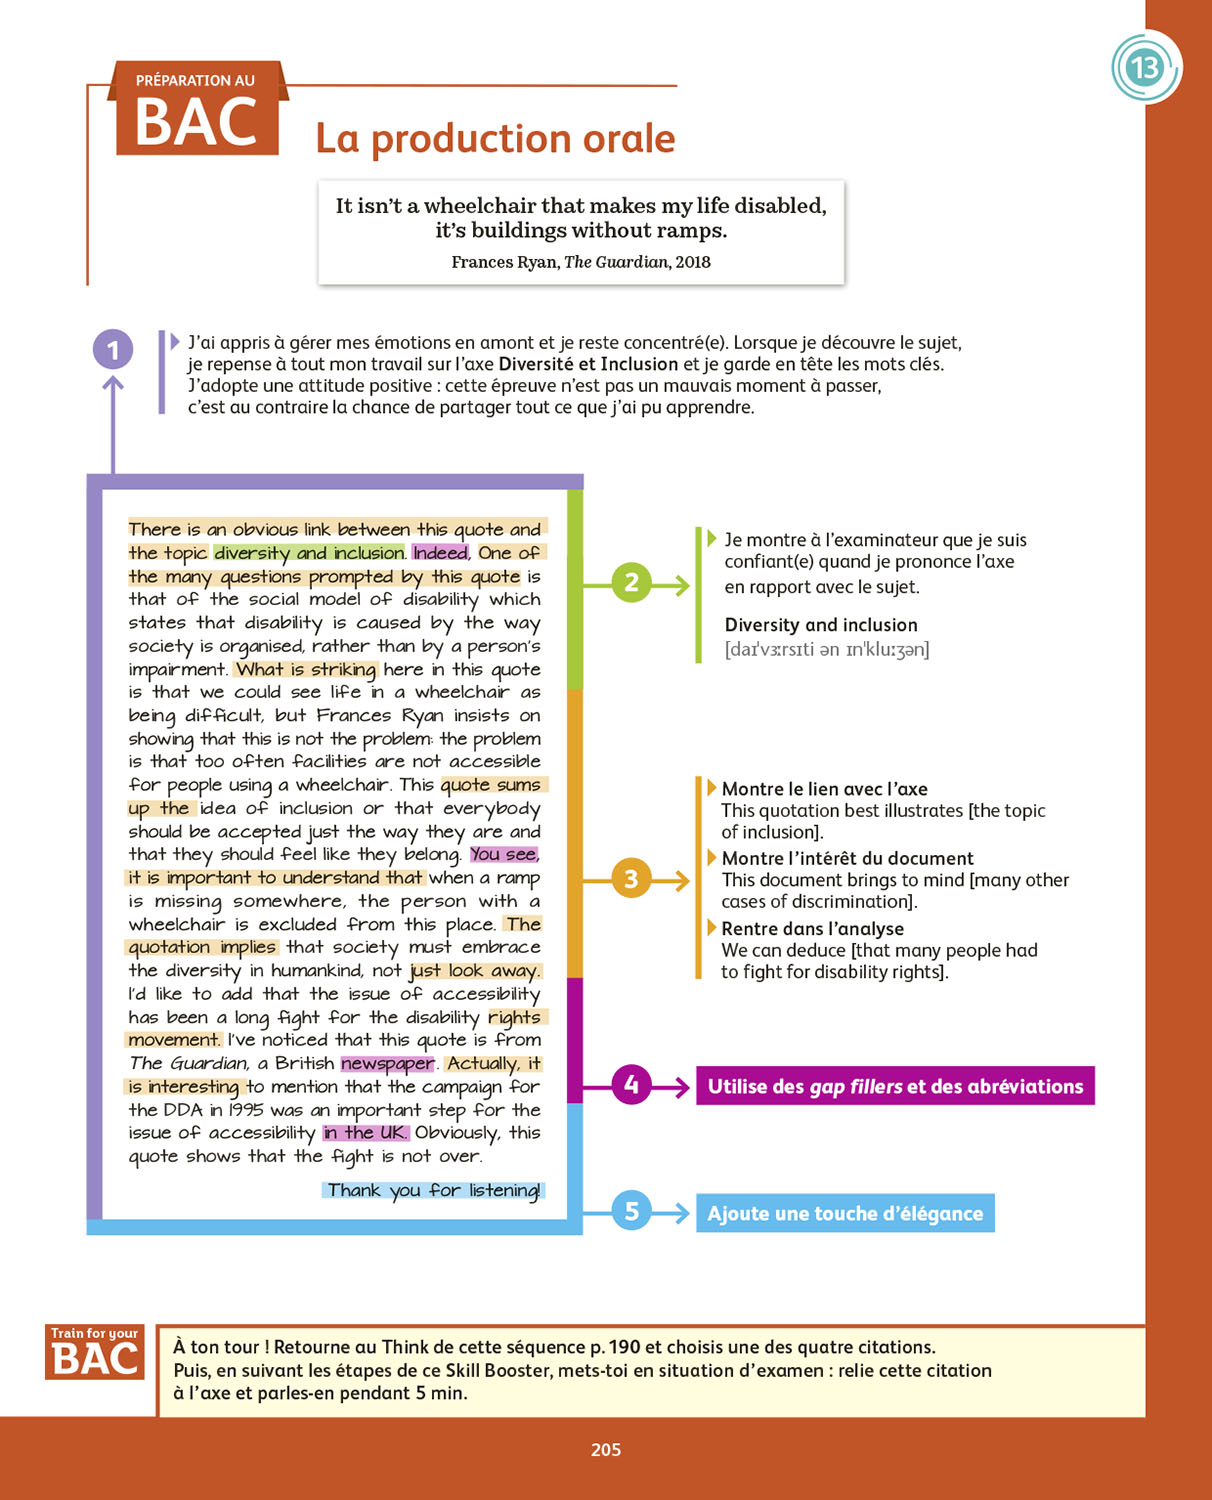 13
PRÉPARATION AU
BAC
La production orale
It isn't a wheelchair that makes my life disabled,
it's buildings without ramps.
Frances Ryan, The Guardian, 2018
1
J'ai appris à gérer mes émotions en amont et je reste concentré(e). Lorsque je découvre le sujet,
je repense à tout mon travail sur l'axe Diversité et Inclusion et je garde en tête les mots clés.
J'adopte une attitude positive : cette épreuve n'est pas un mauvais moment à passer,
c'est au contraire la chance de partager tout ce que j'ai pu apprendre.
There is an obvious link between this quote and
the topic diversity and inclusion. Indeed, One of
the many questions prompted by this quote is
that of the social model of disability which
states that disability is caused by the way
society is organised, rather than by a person's
impairment. What is striking here in this quote
is that we could see life in a wheelchair as
being difficult, but Frances Ryan insists on
showing that this is not the problem: the problem
is that too often facilities are not accessible
for people using a wheelchair. This quote sums
up the idea of inclusion or that everybody
should be accepted just the way they are and
that they should feel like they belong. You see,
it is important to understand that when a ramp
is missing somewhere, the person with a
wheelchair is excluded from this place. The
quotation implies that society must embrace
the diversity in humankind, not just look away.
I'd like to add that the issue of accessibility
has been a long fight for the disability rights
movement. I've noticed that this quote is from
The Guardian, a British newspaper. Actually, it
is interesting to mention that the campaign for
the DDA in 1995 was an important step for the
issue of accessibility in the UK. Obviously, this
quote shows that the fight is not over.
Thank you for listening!
2
Je montre à l'examinateur que je suis
confiant(e) quand je prononce l'axe
en rapport avec le sujet.
Diversity and inclusion
[daɪˈvɜːrsɪti ən ɪnˈkluːʒən]
3
Montre le lien avec l'axe
This quotation best illustrates [the topic
of inclusion].
Montre l'intérêt du document
This document brings to mind [many other
cases of discrimination].
Rentre dans l'analyse
We can deduce [that many people had
to fight for disability rights].
4
Utilise des gap fillers et des abréviations
5
Ajoute une touche d'élégance
Train for your
BAC
À ton tour ! Retourne au Think de cette séquence p. 190 et choisis une des quatre citations.
Puis, en suivant les étapes de ce Skill Booster, mets-toi en situation d'examen : relie cette citation
à l'axe et parles-en pendant 5 min.
205